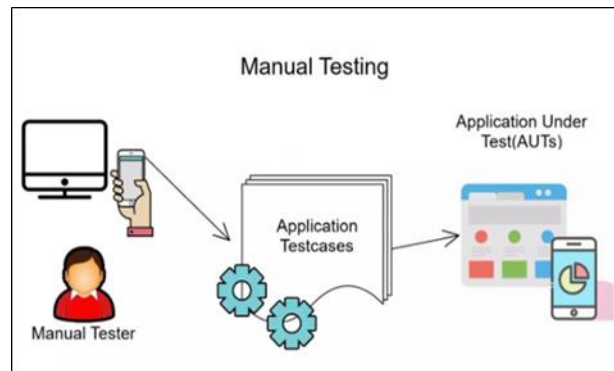 Manual Testing
Application Under
Test(AUTs)
Application
Testcases
Manual Tester